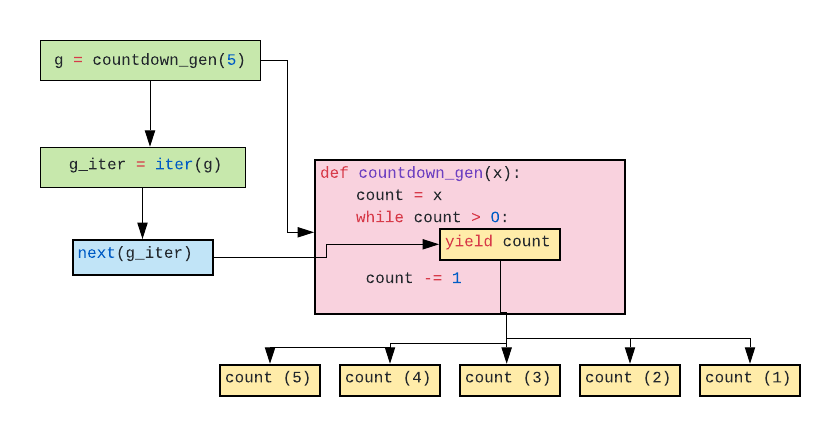 g = countdown_gen(5)
g_iter = iter(g)
next(g_iter)
def countdown_gen(x):
count = x
while count > 0:
yield count
count -= 1
count (5)
count (4)
count (3)
count (2)
count (1)